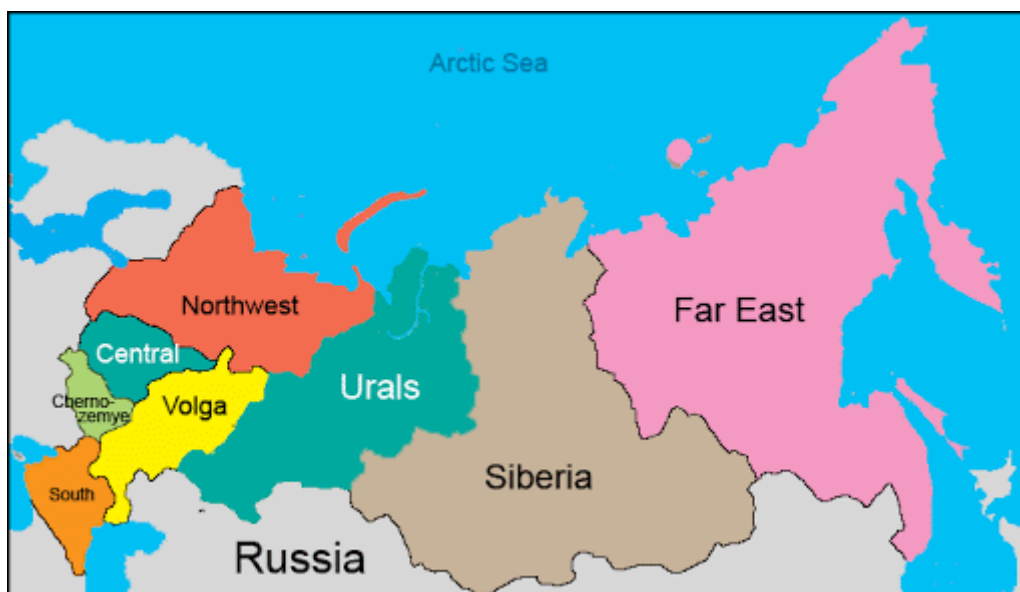 Arctic Sea
Northwest
Far East
Central
Urals
Cherno-
zemye
Volga
Siberia
South
Russia